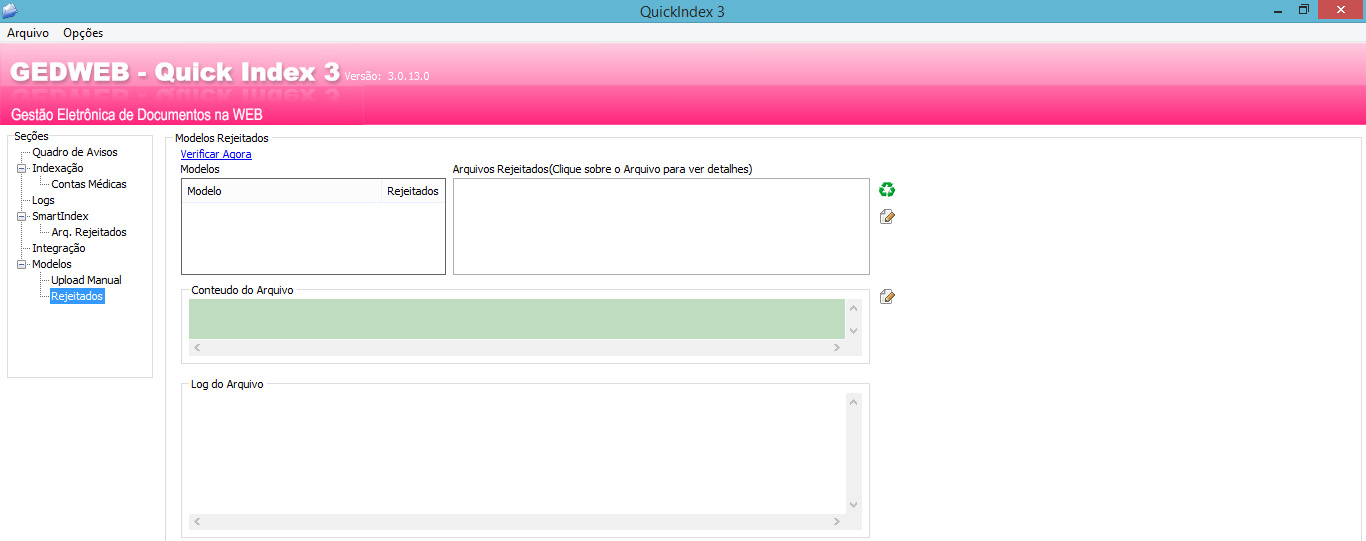 QuickIndex 3
Arquivo Opções
GEDWEB - Quick Index 3 Versão: 3.0.13.0
Gestão Eletrônica de Documentos na WEB
Seções
Quadro de Avisos
Indexação
Contas Médicas
Logs
SmartIndex
Arq. Rejeitados
Integração
Modelos
Upload Manual
Rejeitados
Modelos Rejeitados
Verificar Agora
Modelos
Modelo Rejeitados
Arquivos Rejeitados(Clique sobre o Arquivo para ver detalhes)
Conteudo do Arquivo
Log do Arquivo